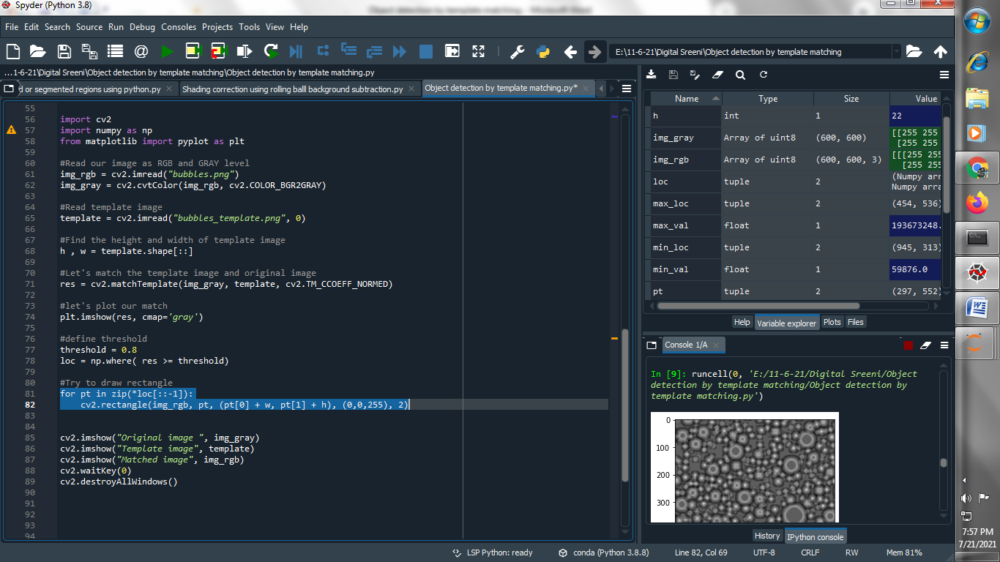 Spyder (Python 3.8)
Object detection by template matching - Microsoft Word
File Edit Search Source Run Debug Consoles Projects Tools View Help
E:\11-6-21\Digital Sreeni\Object detection by template matching
...1-6-21\Digital Sreeni\Object detection by template matching\Object detection by template matching.py
d or segmented regions using python.py
Shading correction using rolling balll background subtraction.py
Object detection by template matching.py*
55
56 import cv2
57 import numpy as np
58 from matplotlib import pyplot as plt
59
60 #Read our image as RGB and GRAY level
61 img_rgb = cv2.imread("bubbles.png")
62 img_gray = cv2.cvtColor(img_rgb, cv2.COLOR_BGR2GRAY)
63
64 #Read template image
65 template = cv2.imread("bubbles_template.png", 0)
66
67 #Find the height and width of template image
68 h , w = template.shape[::]
69
70 #Let's match the template image and original image
71 res = cv2.matchTemplate(img_gray, template, cv2.TM_CCOEFF_NORMED)
72
73 #let's plot our match
74 plt.imshow(res, cmap='gray')
75
76 #define threshold
77 threshold = 0.8
78 loc = np.where( res >= threshold)
79
80 #Try to draw rectangle
81 for pt in zip(*loc[::-1]):
82 cv2.rectangle(img_rgb, pt, (pt[0] + w, pt[1] + h), (0,0,255), 2)
83
84
85 cv2.imshow("Original image ", img_gray)
86 cv2.imshow("Template image", template)
87 cv2.imshow("Matched image", img_rgb)
88 cv2.waitKey(0)
89 cv2.destroyAllWindows()
90
91
92
93
94
Name Type Size Value
h int 1 22
img_gray Array of uint8 (600, 600) [[255 255
[255 255
img_rgb Array of uint8 (600, 600, 3) [[[255 255
[255 255
loc tuple 2 (Numpy arr
Numpy arra
max_loc tuple 2 (454, 536)
max_val float 1 193673248.
min_loc tuple 2 (945, 313)
min_val float 1 59876.0
pt tuple 2 (297, 552)
Help Variable explorer Plots Files
Console 1/A
In [9]: runcell(0, 'E:/11-6-21/Digital Sreeni/Object
detection by template matching/Object detection by
template matching.py')
0
100
200
300
History IPython console
LSP Python: ready conda (Python 3.8.8) Line 82, Col 69 UTF-8 CRLF RW Mem 81%
7:57 PM
7/21/2021